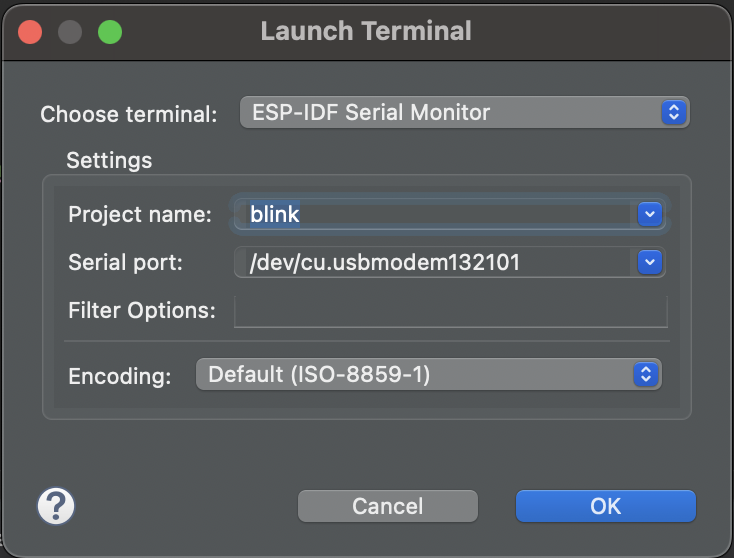 Launch Terminal
Choose terminal: ESP-IDF Serial Monitor
Settings
Project name: blink
Serial port: /dev/cu.usbmodem132101
Filter Options:
Encoding: Default (ISO-8859-1)
? Cancel OK